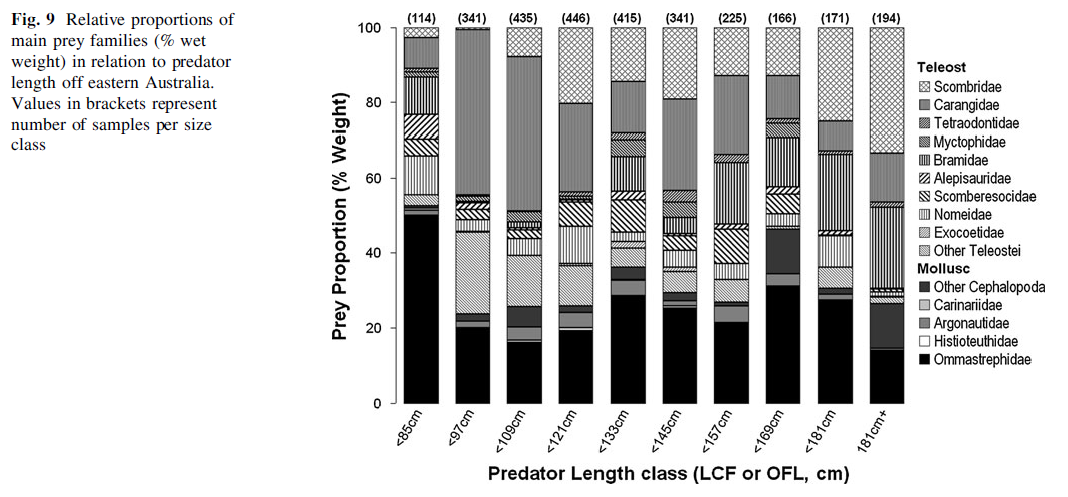 Fig. 9 Relative proportions of
main prey families (% wet
weight) in relation to predator
length off eastern Australia.
Values in brackets represent
number of samples per size
class
(114) (341) (435) (446) (415) (341) (225) (166) (171) (194)
100
80
60
40
20
0
Prey Proportion (% Weight)
<85cm <97cm <109cm <121cm <133cm <145cm <157cm <169cm <181cm 181cm+
Predator Length class (LCF or OFL, cm)
Teleost
Scombridae
Carangidae
Tetraodontidae
Myctophidae
Bramidae
Alepisauridae
Scomberesocidae
Nomeidae
Exocoetidae
Other Teleostei
Mollusc
Other Cephalopoda
Carinariidae
Argonautidae
Histioteuthidae
Ommastrephidae